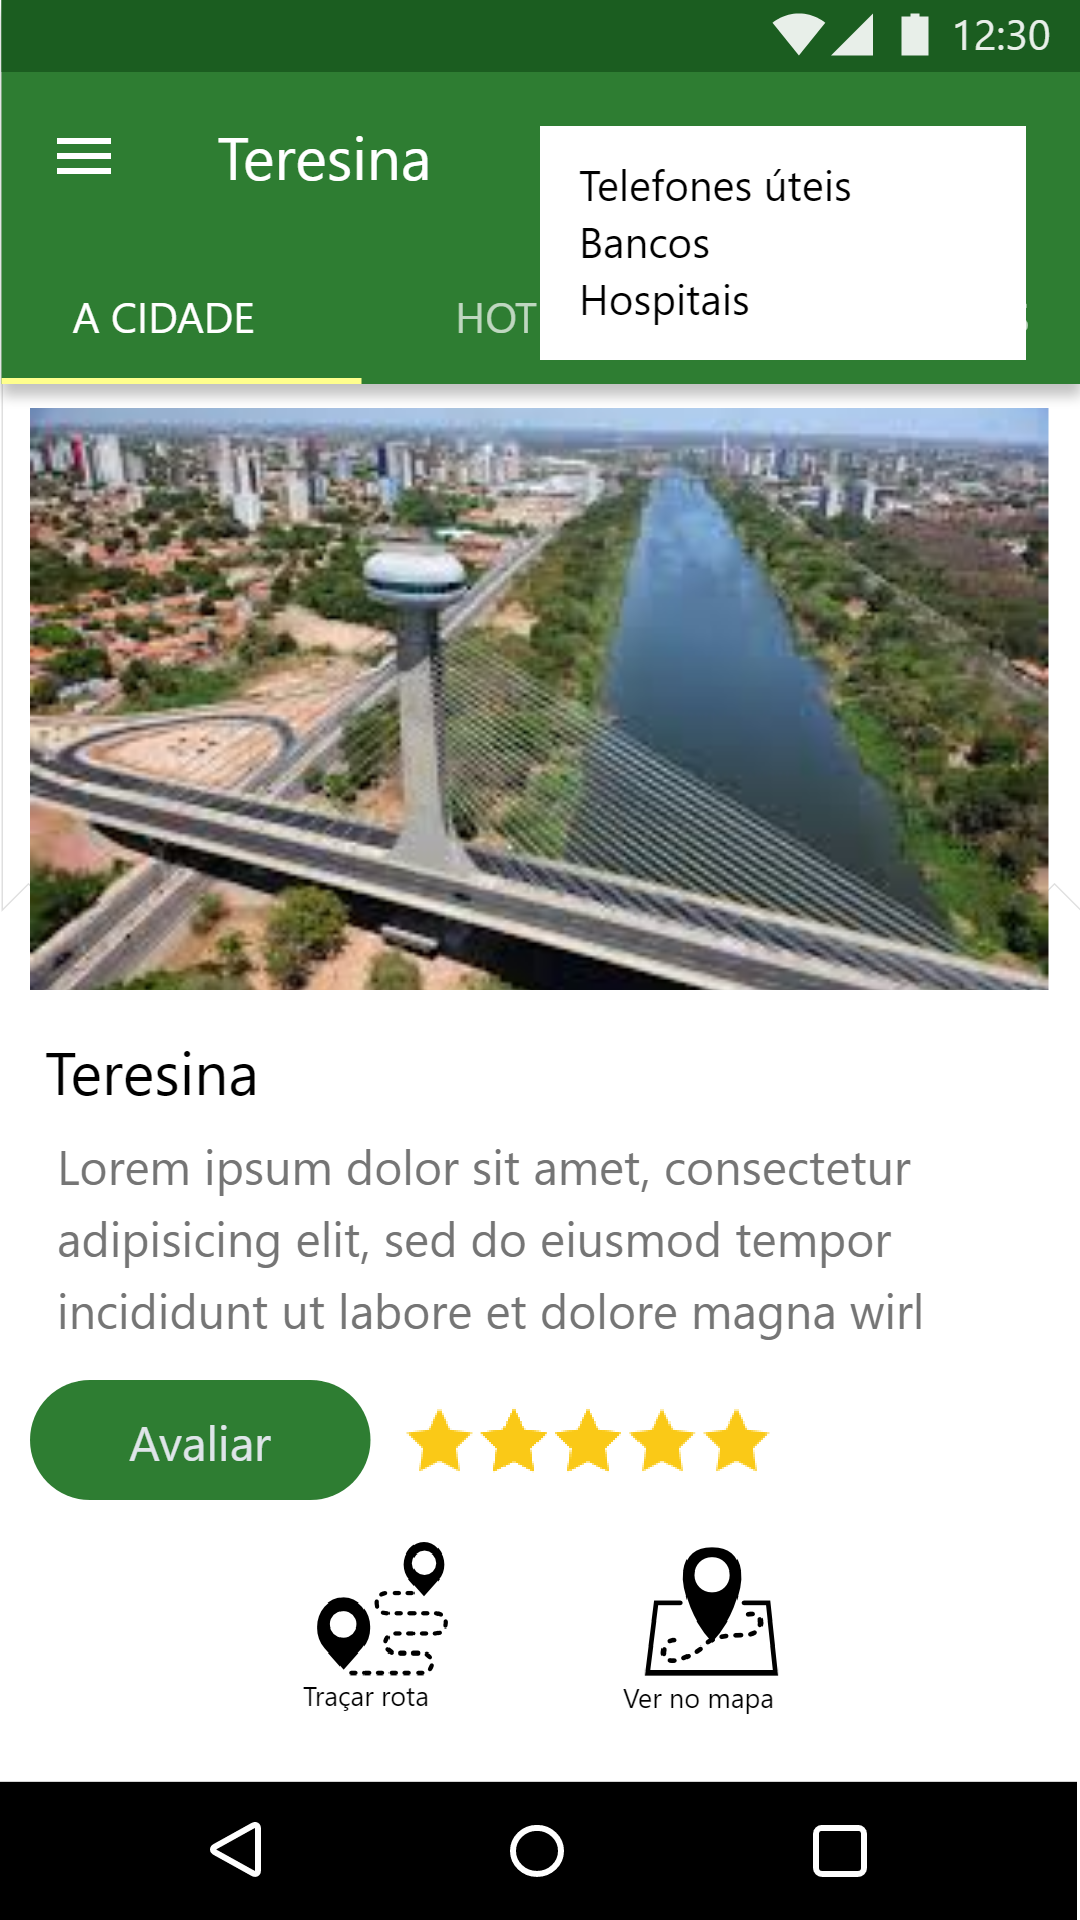 12:30
Teresina
Telefones úteis
Bancos
Hospitais
A CIDADE
HOT
Teresina
Lorem ipsum dolor sit amet, consectetur
adipisicing elit, sed do eiusmod tempor
incididunt ut labore et dolore magna wirl
Avaliar
Traçar rota
Ver no mapa